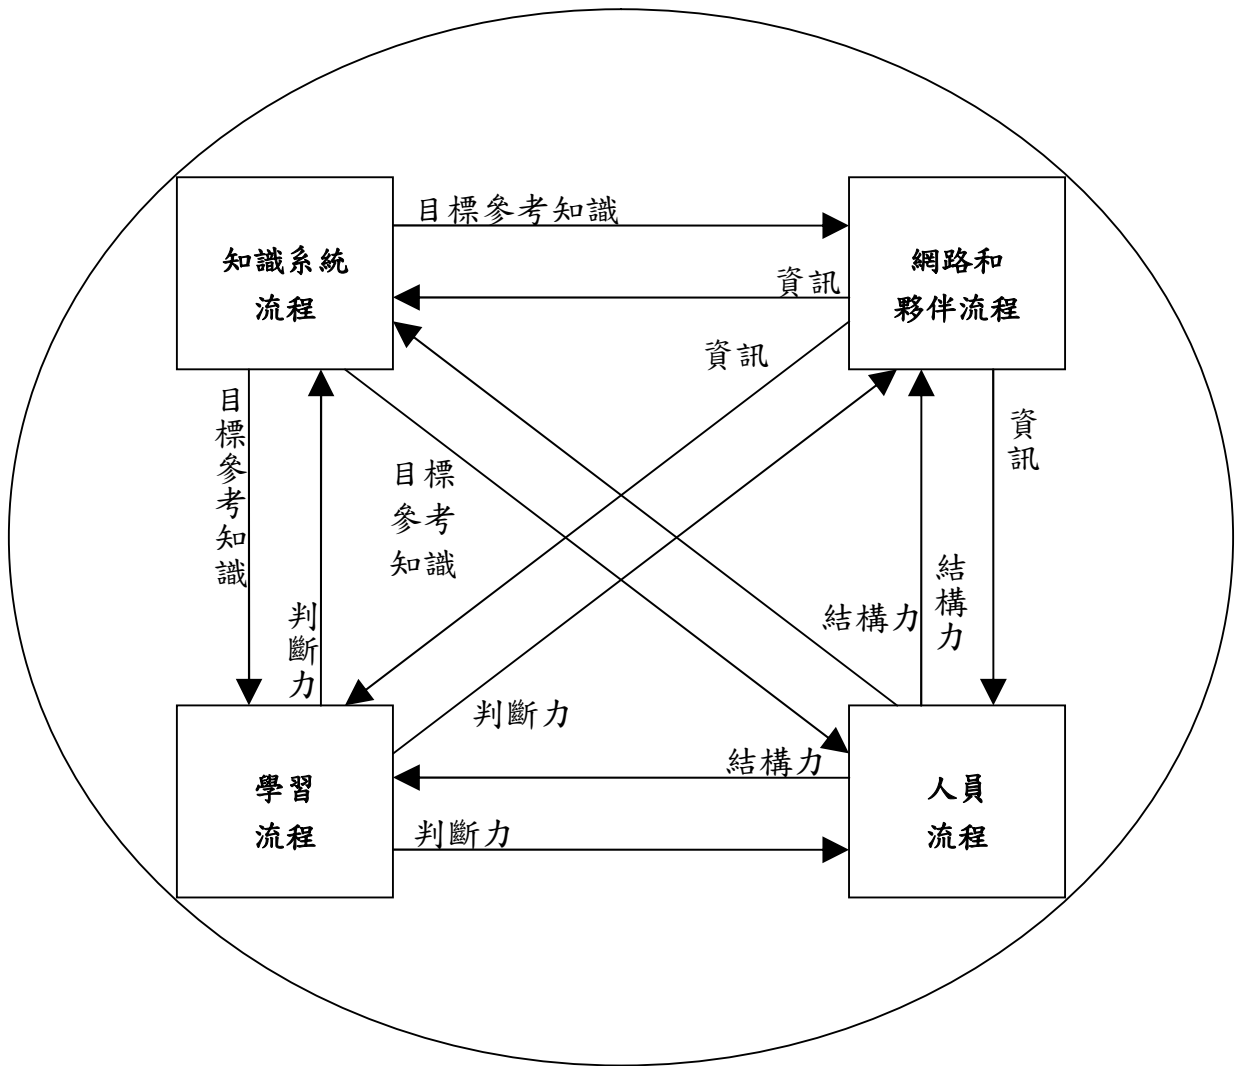 目標參考知識
知識系統
流程
網路和
夥伴流程
資訊
資訊
目標參考知識
資訊
目標
參考
知識
判斷力
結構力
結構力
判斷力
結構力
學習
流程
人員
流程
判斷力